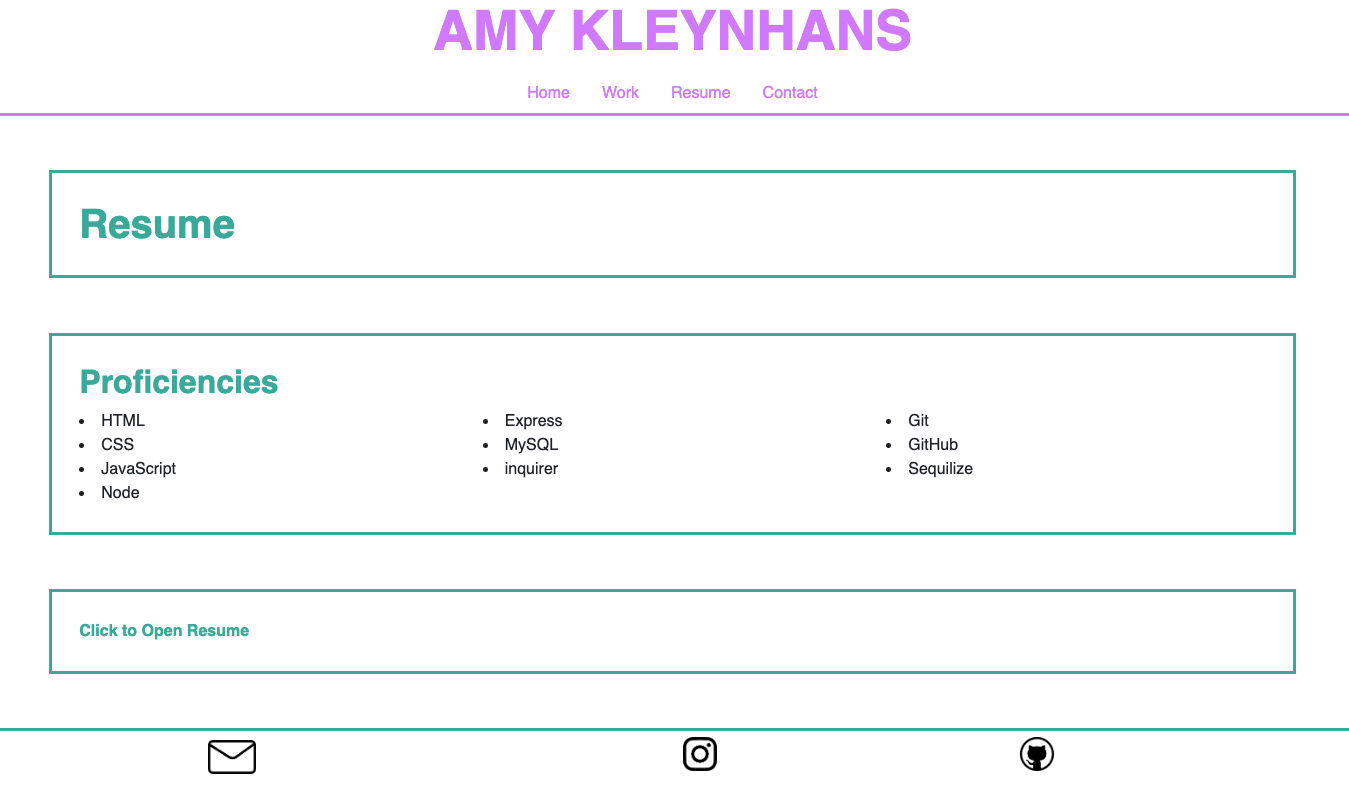 AMY KLEYNHANS
Home Work Resume Contact
Resume
Proficiencies
HTML
CSS
JavaScript
Node
Express
MySQL
inquirer
Git
GitHub
Sequilize
Click to Open Resume